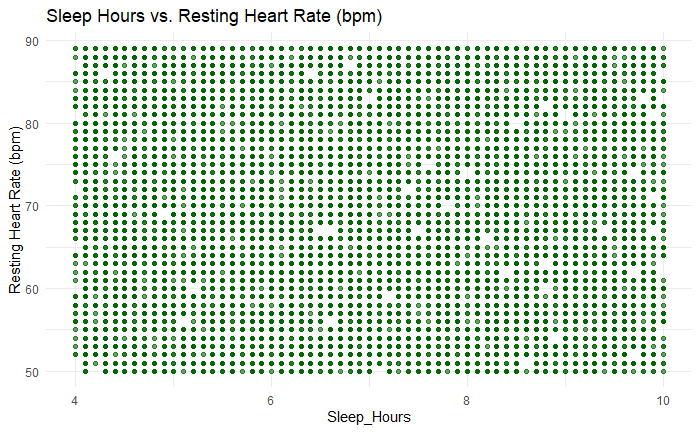 Sleep Hours vs. Resting Heart Rate (bpm)
Resting Heart Rate (bpm)
90
80
70
60
50
4 6 8 10
Sleep_Hours